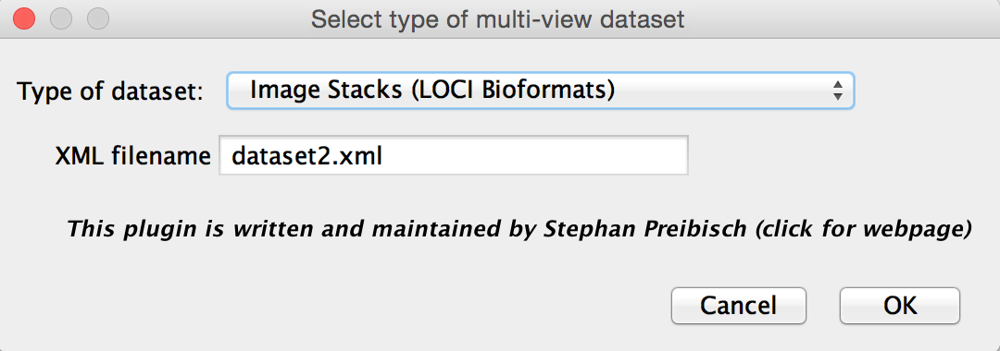 Select type of multi-view dataset
Type of dataset: Image Stacks (LOCI Bioformats)
XML filename dataset2.xml
This plugin is written and maintained by Stephan Preibisch (click for webpage)
Cancel OK